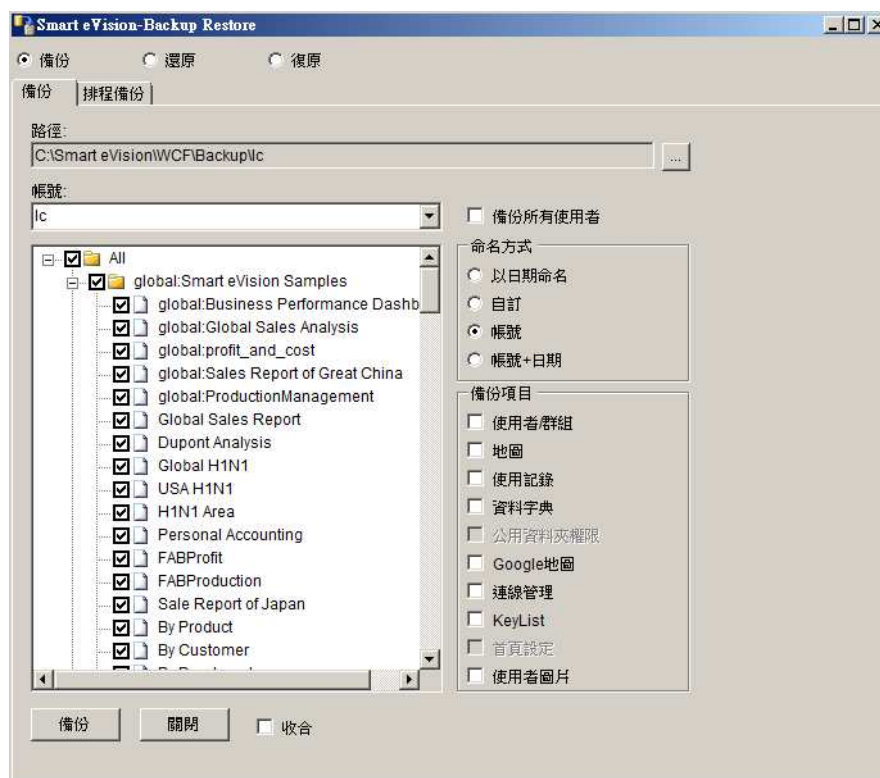 Smart eVision-Backup Restore
備份 還原 復原
備份 排程備份
路徑:
C:\Smart eVision\WCF\Backup\lc
...
帳號:
lc
備份所有使用者
All
global:Smart eVision Samples
global:Business Performance Dashb
global:Global Sales Analysis
global:profit_and_cost
global:Sales Report of Great China
global:ProductionManagement
Global Sales Report
Dupont Analysis
Global H1N1
USA H1N1
H1N1 Area
Personal Accounting
FABProfit
FABProduction
Sale Report of Japan
By Product
By Customer
命名方式
以日期命名
自訂
帳號
帳號+日期
備份項目
使用者/群組
地圖
使用記錄
資料字典
公用資料夾權限
Google地圖
連線管理
KeyList
首頁設定
使用者圖片
備份 關閉 收合